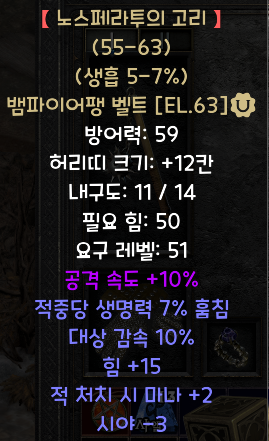 【 노스페라투의 고리 】
(55-63)
(생흡 5-7%)
뱀파이어팽 벨트 [EL.63]
방어력: 59
허리띠 크기: +12칸
내구도: 11 / 14
필요 힘: 50
요구 레벨: 51
공격 속도 +10%
적중당 생명력 7% 훔침
대상 감속 10%
힘 +15
적 처치 시 마나 +2
시야 -3